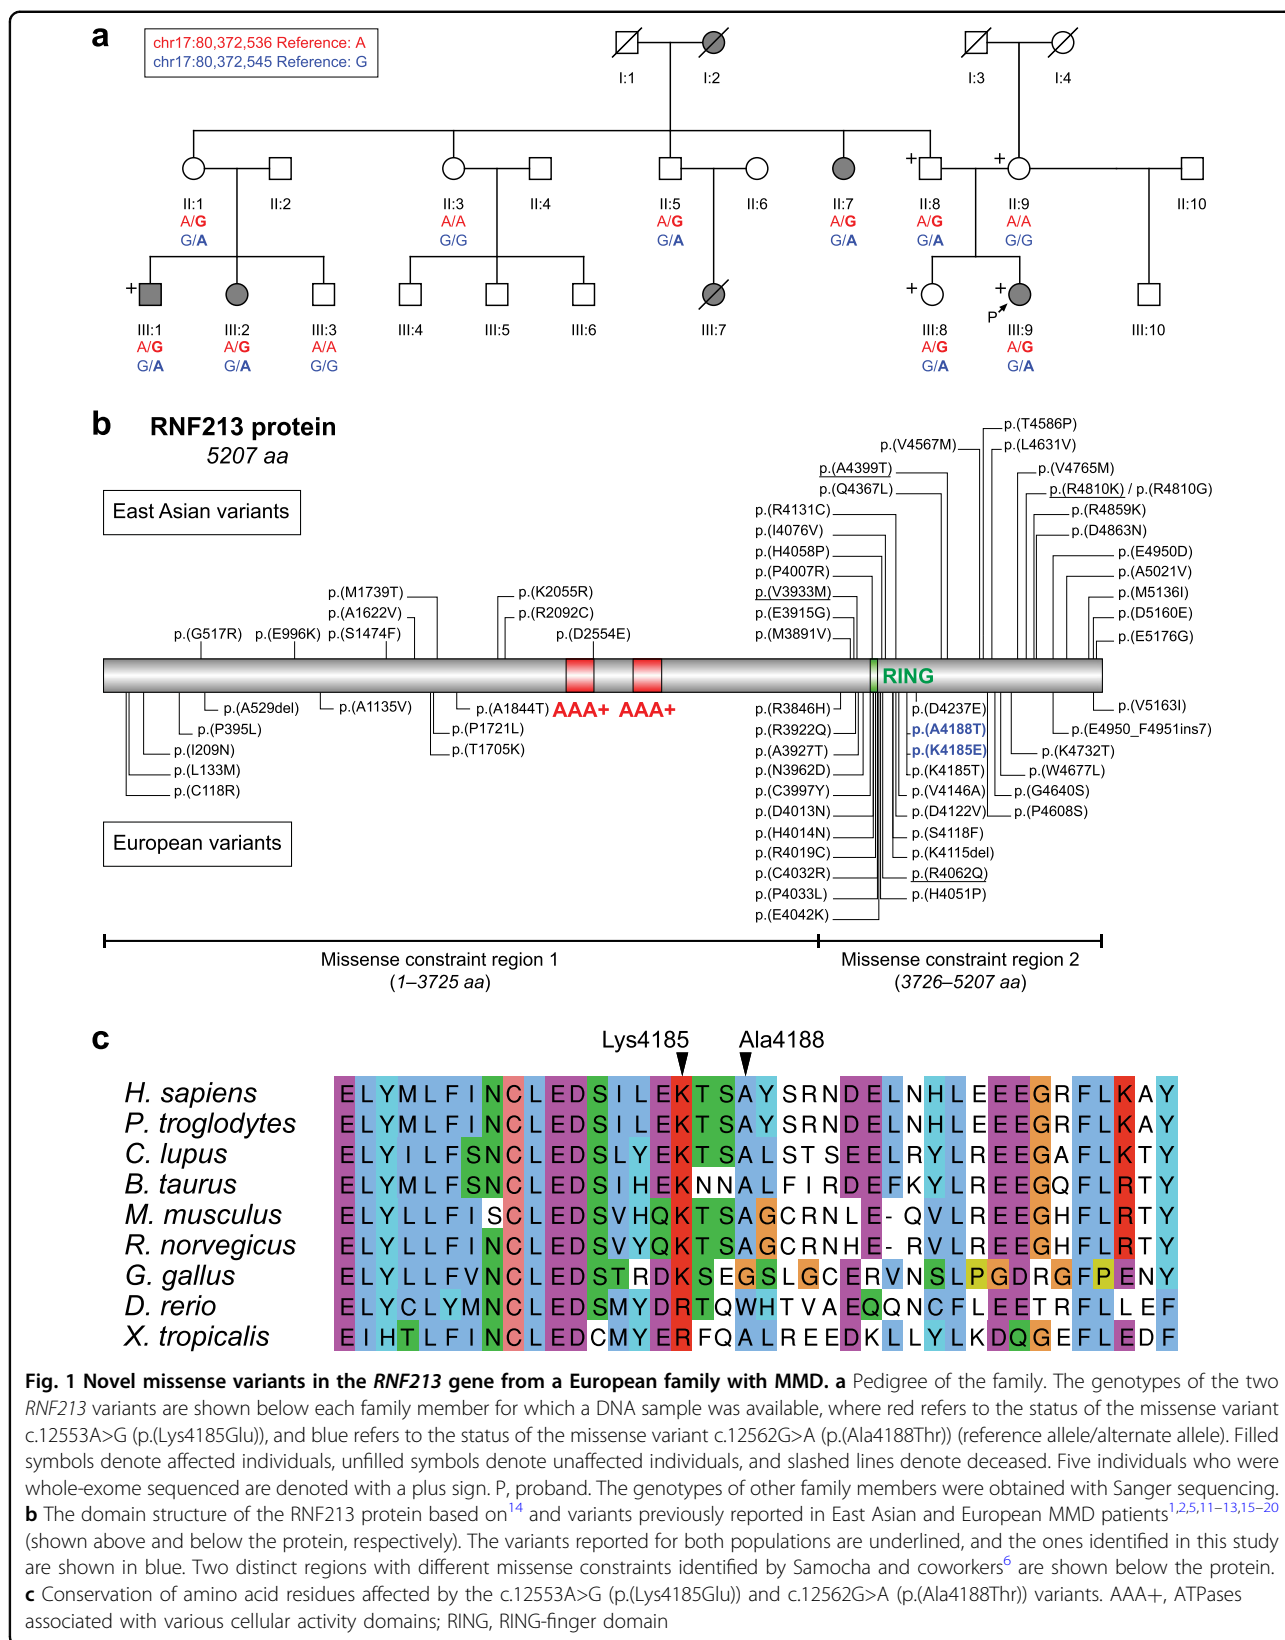 a
chr17:80,372,536 Reference: A
chr17:80,372,545 Reference: G
I:1 I:2 I:3 I:4
+ +
II:1 II:2 II:3 II:4 II:5 II:6 II:7 II:8 II:9 II:10
A/G A/A A/G A/G A/G A/A
G/A G/G G/A G/A G/A G/G
+ + +
P
III:1 III:2 III:3 III:4 III:5 III:6 III:7 III:8 III:9 III:10
A/G A/G A/A A/G A/G
G/A G/A G/G G/A G/A
b RNF213 protein
5207 aa
East Asian variants
p.(G517R)
p.(E996K)
p.(M1739T)
p.(A1622V)
p.(S1474F)
p.(K2055R)
p.(R2092C)
p.(D2554E)
p.(R4131C)
p.(I4076V)
p.(H4058P)
p.(P4007R)
p.(V3933M)
p.(E3915G)
p.(M3891V)
p.(V4567M)
p.(A4399T)
p.(Q4367L)
p.(T4586P)
p.(L4631V)
p.(V4765M)
p.(R4810K) / p.(R4810G)
p.(R4859K)
p.(D4863N)
p.(E4950D)
p.(A5021V)
p.(M5136I)
p.(D5160E)
p.(E5176G)
RING
AAA+ AAA+
p.(A529del)
p.(P395L)
p.(I209N)
p.(L133M)
p.(C118R)
p.(A1135V)
p.(A1844T)
p.(P1721L)
p.(T1705K)
p.(R3846H)
p.(R3922Q)
p.(A3927T)
p.(N3962D)
p.(C3997Y)
p.(D4013N)
p.(H4014N)
p.(R4019C)
p.(C4032R)
p.(P4033L)
p.(E4042K)
p.(D4237E)
p.(A4188T)
p.(K4185E)
p.(K4185T)
p.(V4146A)
p.(D4122V)
p.(S4118F)
p.(K4115del)
p.(R4062Q)
p.(H4051P)
p.(V5163I)
p.(E4950_F4951ins7)
p.(K4732T)
p.(W4677L)
p.(G4640S)
p.(P4608S)
European variants
Missense constraint region 1
(1–3725 aa)
Missense constraint region 2
(3726–5207 aa)
c
Lys4185 Ala4188
H. sapiens ELYMLFINCLEDSILEKTSAYSRNDELNHLEEEGRFLKAY
P. troglodytes ELYMLFINCLEDSILEKTSAYSRNDELNHLEEEGRFLKAY
C. lupus ELYILFSNCLEDSLYEKTSALSTSEELRYLREEGAFLKTY
B. taurus ELYMLFSNCLEDSIHEKNNALFIRDEFKYLREEGQFLRTY
M. musculus ELYLLFISCLEDSVHQKTSAGCRNLE-QVLREEGHFLRTY
R. norvegicus ELYLLFINCLEDSVYQKTSAGCRNHE-RVLREEGHFLRTY
G. gallus ELYLLFVNCLEDSTRDKSEGSLGCERVNSLPGDRGFPENY
D. rerio ELYCLYMNCLEDSMYDRTQWHTVAEQQNCFLEETRFLLEF
X. tropicalis EIHTLFINCLEDCMYERFQALREEDKLLYLKDQGEFLEDF
Fig. 1 Novel missense variants in the RNF213 gene from a European family with MMD. a Pedigree of the family. The genotypes of the two
RNF213 variants are shown below each family member for which a DNA sample was available, where red refers to the status of the missense variant
c.12553A>G (p.(Lys4185Glu)), and blue refers to the status of the missense variant c.12562G>A (p.(Ala4188Thr)) (reference allele/alternate allele). Filled
symbols denote affected individuals, unfilled symbols denote unaffected individuals, and slashed lines denote deceased. Five individuals who were
whole-exome sequenced are denoted with a plus sign. P, proband. The genotypes of other family members were obtained with Sanger sequencing.
b The domain structure of the RNF213 protein based on14 and variants previously reported in East Asian and European MMD patients1,2,5,11–13,15–20
(shown above and below the protein, respectively). The variants reported for both populations are underlined, and the ones identified in this study
are shown in blue. Two distinct regions with different missense constraints identified by Samocha and coworkers6 are shown below the protein.
c Conservation of amino acid residues affected by the c.12553A>G (p.(Lys4185Glu)) and c.12562G>A (p.(Ala4188Thr)) variants. AAA+, ATPases
associated with various cellular activity domains; RING, RING-finger domain